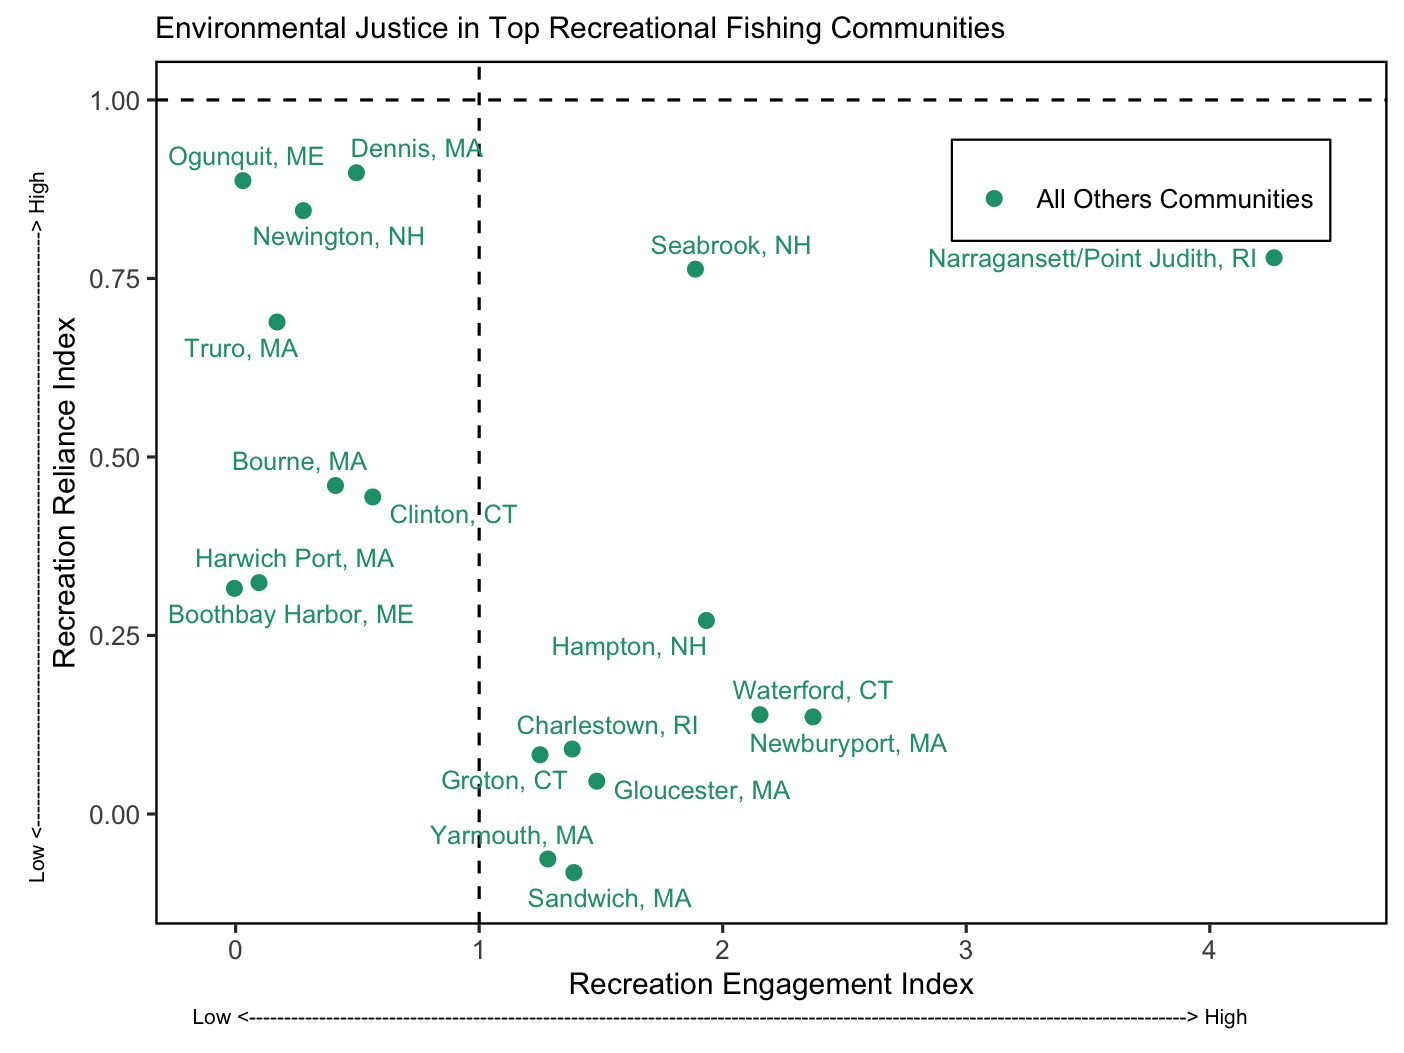 Environmental Justice in Top Recreational Fishing Communities
1.00
Ogunquit, ME
Dennis, MA
All Others Communities
Newington, NH
Seabrook, NH
Narragansett/Point Judith, RI
0.75
Truro, MA
Bourne, MA
0.50
Clinton, CT
Harwich Port, MA
Boothbay Harbor, ME
0.25
Hampton, NH
Waterford, CT
Charlestown, RI
Newburyport, MA
Groton, CT
Gloucester, MA
0.00
Yarmouth, MA
Sandwich, MA
0 1 2 3 4
Recreation Engagement Index
Low <----------------------------------------------------------------------------------------------------------------------------------------> High
Recreation Reliance Index
Low <----------------------------------------------------------------------------------------> High